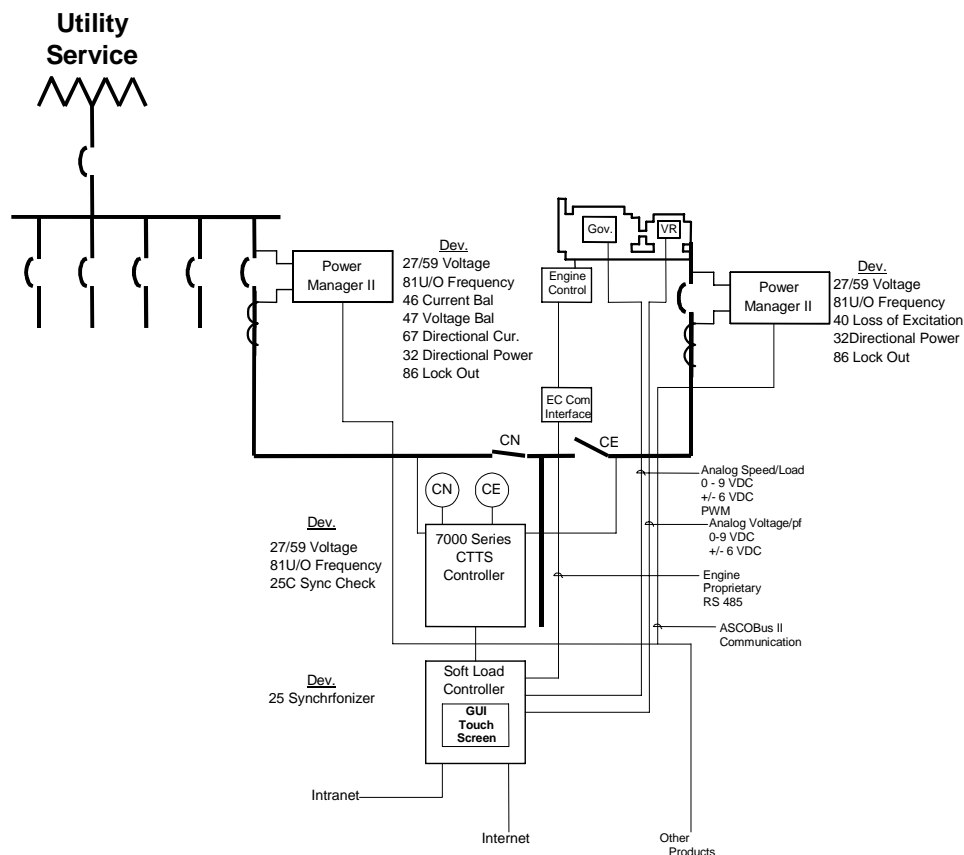 Utility
Service
Gov.
VR
Engine
Control
Power
Manager II
Dev.
27/59 Voltage
81U/O Frequency
46 Current Bal
47 Voltage Bal
67 Directional Cur.
32 Directional Power
86 Lock Out
Power
Manager II
Dev.
27/59 Voltage
81U/O Frequency
40 Loss of Excitation
32Directional Power
86 Lock Out
EC Com
Interface
CN
CE
CN
CE
Analog Speed/Load
0 - 9 VDC
+/- 6 VDC
PWM
Analog Voltage/pf
0-9 VDC
+/- 6 VDC
Dev.
27/59 Voltage
81U/O Frequency
25C Sync Check
7000 Series
CTTS
Controller
Engine
Proprietary
RS 485
ASCOBus II
Communication
Dev.
25 Synchrfonizer
Soft Load
Controller
GUI
Touch
Screen
Intranet
Internet
Other
Products